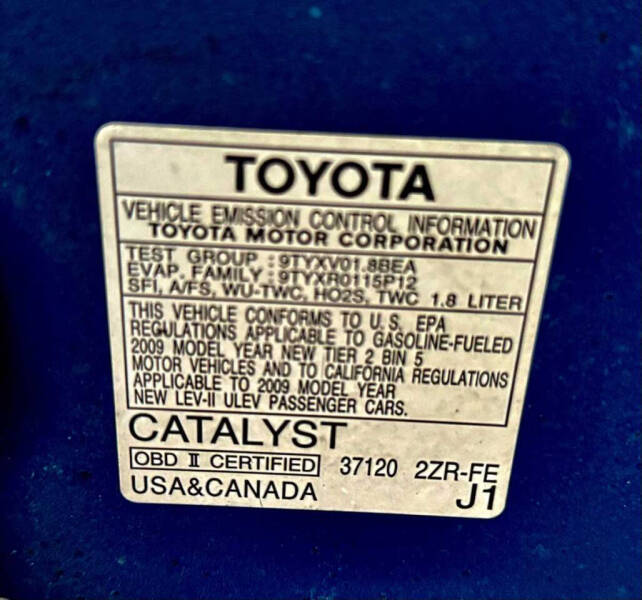 TOYOTA
VEHICLE EMISSION CONTROL INFORMATION
TOYOTA MOTOR CORPORATION
TEST GROUP : 9TYXV01.8BEA
EVAP. FAMILY : 9TYXR0115P12
SFI, A/FS, WU-TWC, HO2S, TWC 1.8 LITER
THIS VEHICLE CONFORMS TO U.S. EPA
REGULATIONS APPLICABLE TO GASOLINE-FUELED
2009 MODEL YEAR NEW TIER 2 BIN 5
MOTOR VEHICLES AND TO CALIFORNIA REGULATIONS
APPLICABLE TO 2009 MODEL YEAR
NEW LEV-II ULEV PASSENGER CARS.
CATALYST
OBD II CERTIFIED 37120 2ZR-FE
USA&CANADA J1